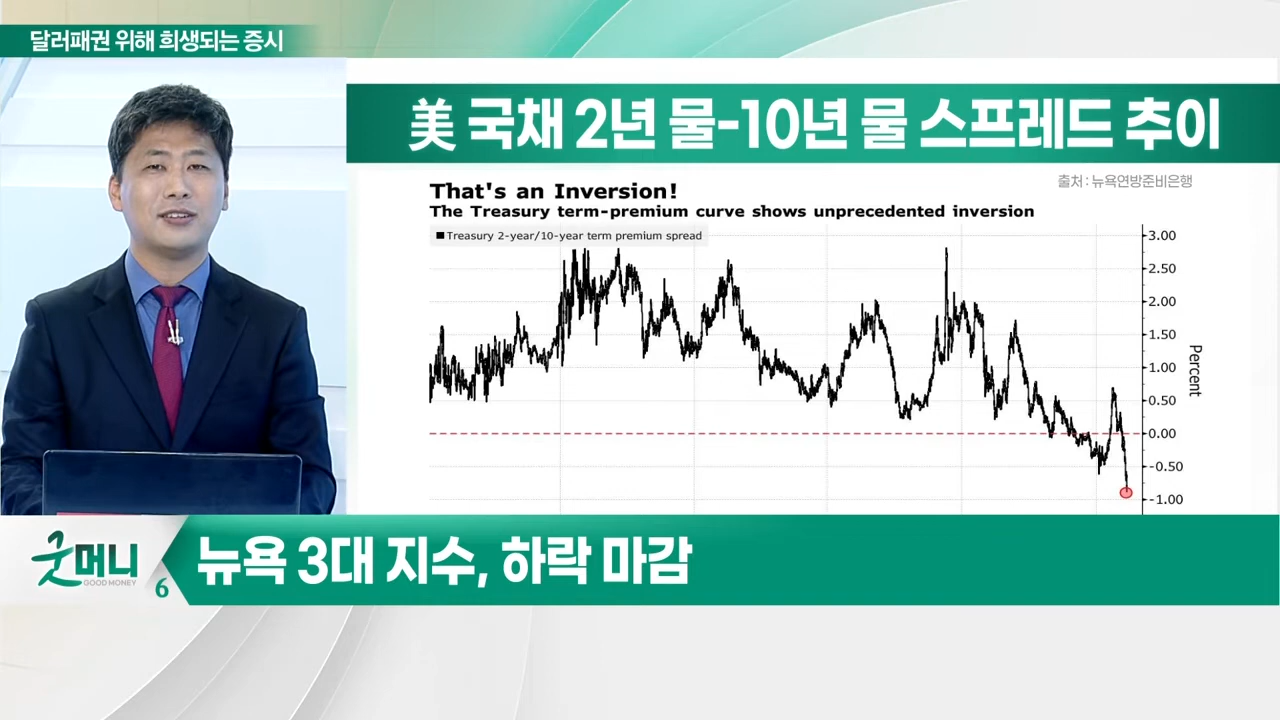 달러패권 위해 희생되는 증시
美 국채 2년 물-10년 물 스프레드 추이
출처 : 뉴욕연방준비은행
That's an Inversion!
The Treasury term-premium curve shows unprecedented inversion
Treasury 2-year/10-year term premium spread
3.00
2.50
2.00
1.50
1.00
0.50
0.00
-0.50
-1.00
Percent
굿머니
GOOD MONEY
6
뉴욕 3대 지수, 하락 마감